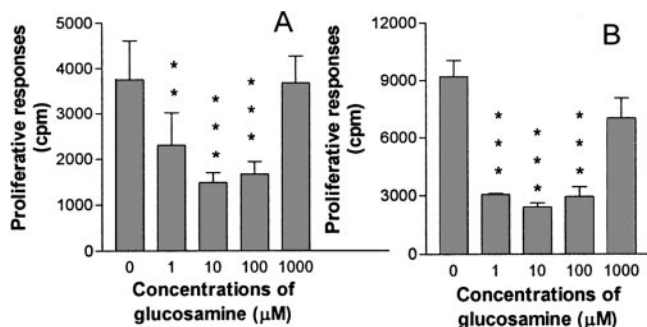 A
Proliferative responses
(cpm)
5000
4000
3000
2000
1000
0
* *
* * *
* * *
0 1 10 100 1000
Concentrations of
glucosamine (μM)
B
Proliferative responses
(cpm)
12000
9000
6000
3000
0
* * *
* * *
* * *
0 1 10 100 1000
Concentrations of
glucosamine (μM)